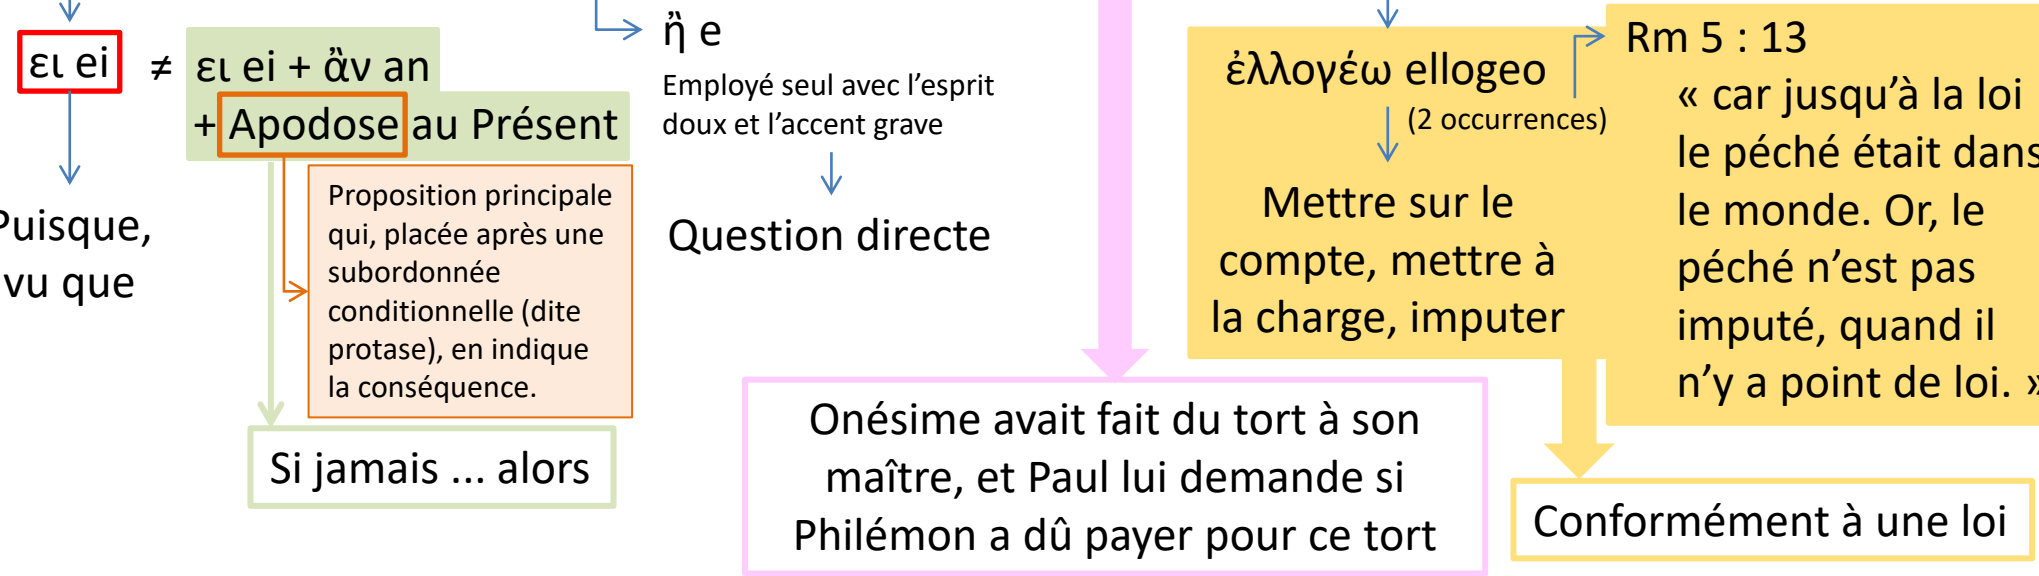 ει ei
≠
ει ei + ἂν an
+ Apodose au Présent
Puisque,
vu que
Proposition principale
qui, placée après une
subordonnée
conditionnelle (dite
protase), en indique
la conséquence.
Si jamais ... alors
ἢ e
Employé seul avec l’esprit
doux et l’accent grave
Question directe
Onésime avait fait du tort à son
maître, et Paul lui demande si
Philémon a dû payer pour ce tort
ἐλλογέω ellogeo
(2 occurrences)
Mettre sur le
compte, mettre à
la charge, imputer
Rm 5 : 13
« car jusqu’à la loi
le péché était dans
le monde. Or, le
péché n’est pas
imputé, quand il
n’y a point de loi. »
Conformément à une loi